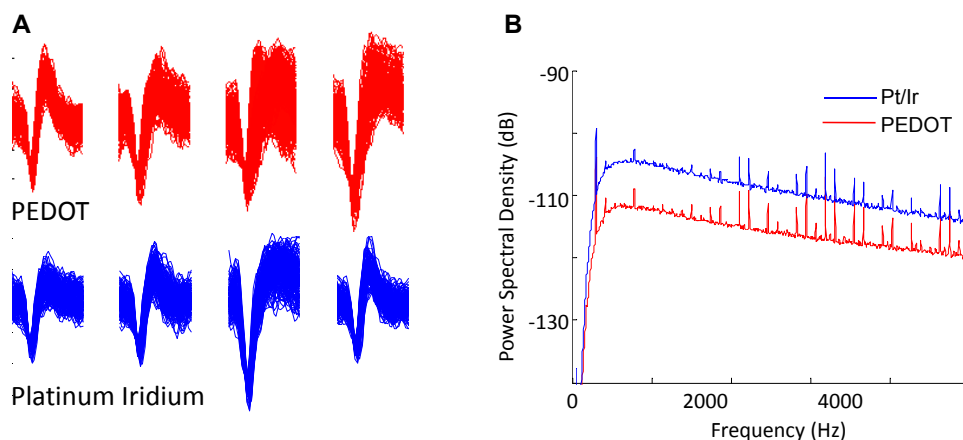 A
PEDOT
Platinum Iridium
B
-90
-110
-130
Power Spectral Density (dB)
Pt/Ir
PEDOT
0 2000 4000
Frequency (Hz)